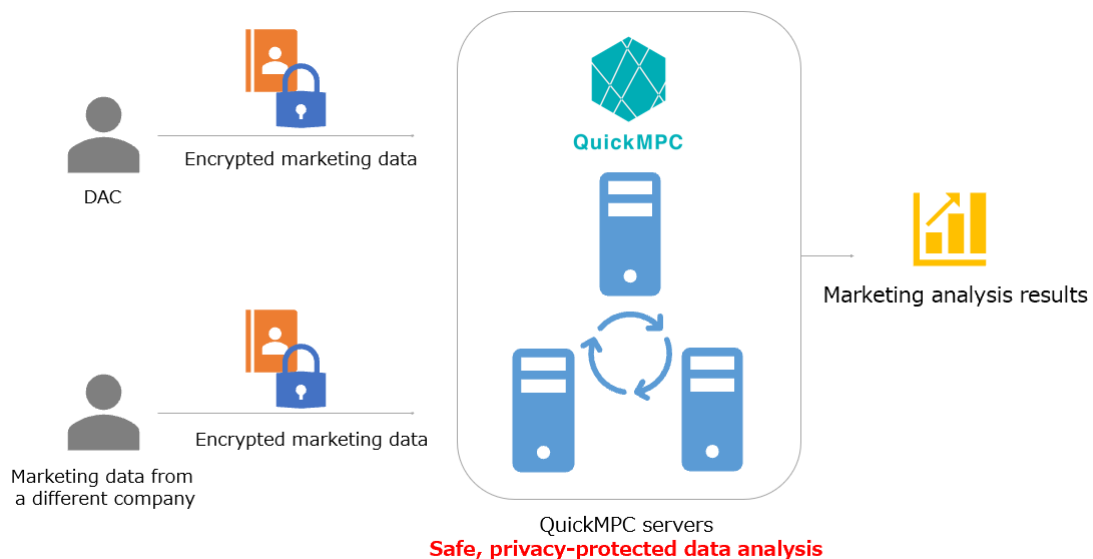 QuickMPC
Encrypted marketing data
DAC
Marketing analysis results
Encrypted marketing data
Marketing data from
a different company
QuickMPC servers
Safe, privacy-protected data analysis